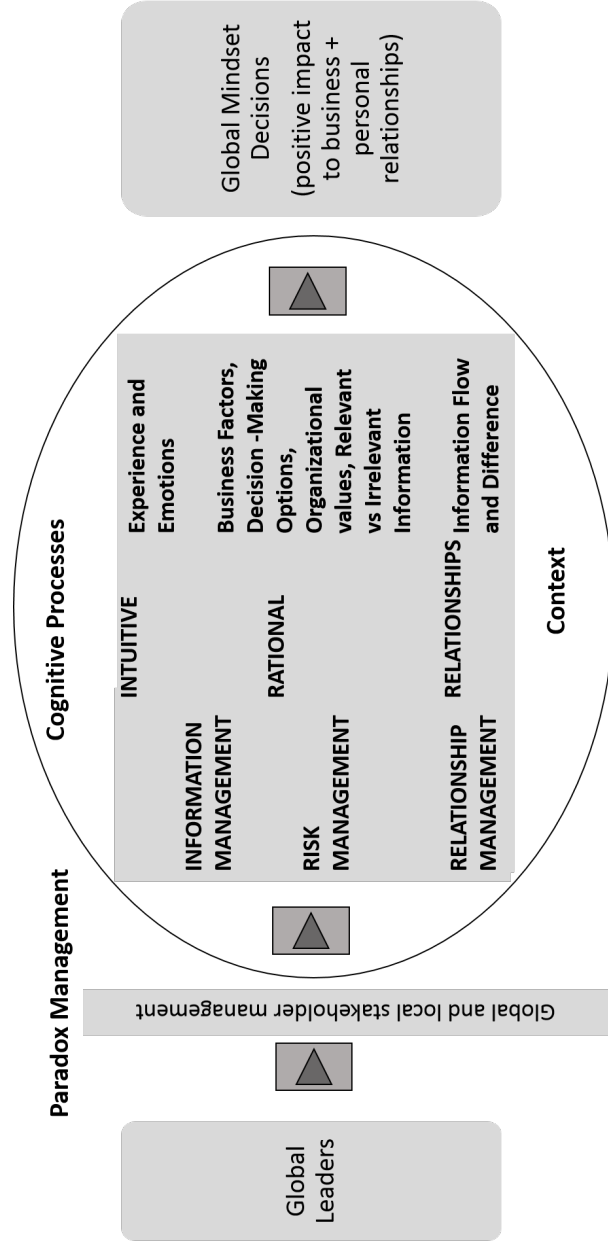 Paradox Management
Cognitive Processes
Global
Leaders
Global and local stakeholder management
INFORMATION
MANAGEMENT
RISK
MANAGEMENT
RELATIONSHIP
MANAGEMENT
INTUITIVE
RATIONAL
RELATIONSHIPS
Experience and
Emotions
Business Factors,
Decision -Making
Options,
Organizational
values, Relevant
vs Irrelevant
Information
Information Flow
and Difference
Context
Global Mindset
Decisions
(positive impact
to business +
personal
relationships)